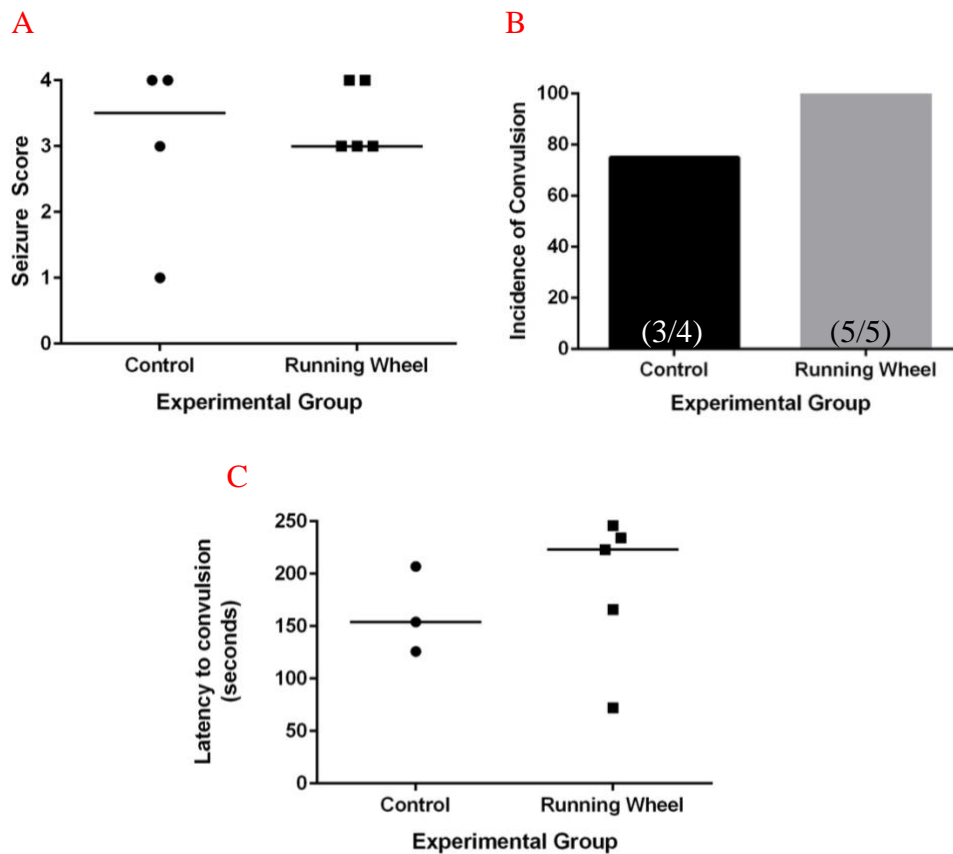 A
Seizure Score
4
3
2
1
0
Control
Running Wheel
Experimental Group
B
Incidence of Convulsion
100
80
60
40
20
0
(3/4)
(5/5)
Control
Running Wheel
Experimental Group
C
Latency to convulsion
(seconds)
250
200
150
100
50
0
Control
Running Wheel
Experimental Group